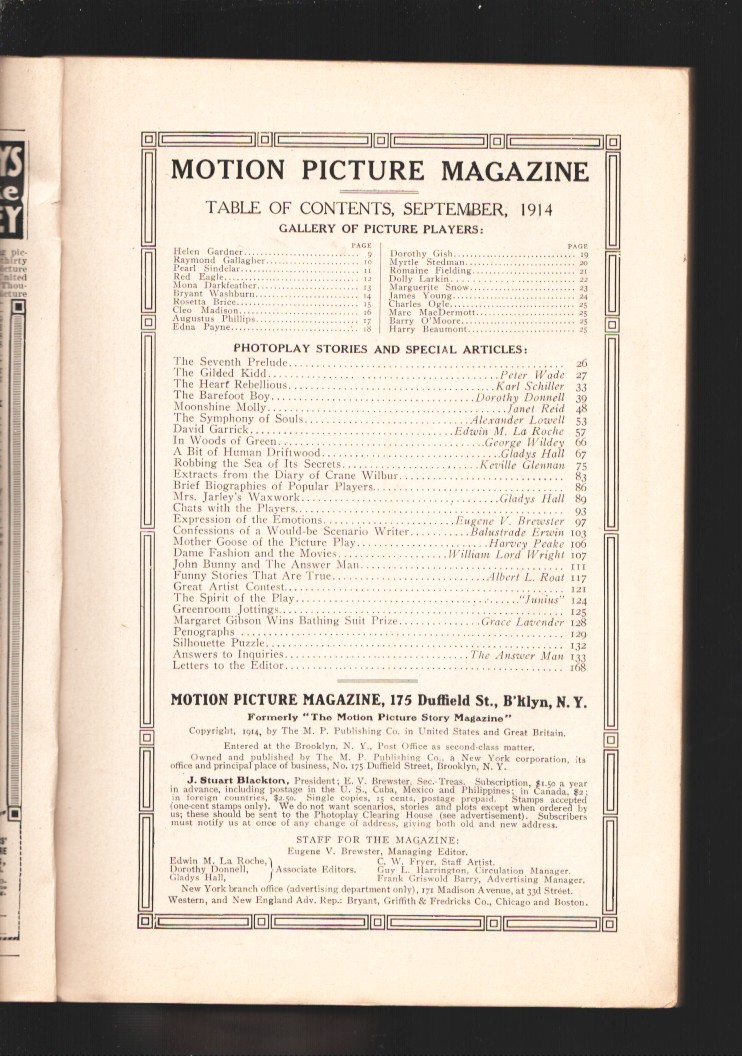 YS
ke
EY
g pic-
thirty
icture
United
Thou-
icture
MOTION PICTURE MAGAZINE
TABLE OF CONTENTS, SEPTEMBER, 1914
GALLERY OF PICTURE PLAYERS:
PAGE
Helen Gardner 9
Raymond Gallagher 10
Pearl Sindelar 11
Red Eagle 12
Mona Darkfeather 13
Bryant Washburn 14
Rosetta Brice 15
Cleo Madison 16
Augustus Phillips 17
Edna Payne 18
PAGE
Dorothy Gish 19
Myrtle Stedman 20
Romaine Fielding 21
Dolly Larkin 22
Marguerite Snow 23
James Young 24
Charles Ogle 25
Marc MacDermott 25
Barry O'Moore 25
Harry Beaumont 25
PHOTOPLAY STORIES AND SPECIAL ARTICLES:
The Seventh Prelude 26
The Gilded Kidd Peter Wade 27
The Heart Rebellious Karl Schiller 33
The Barefoot Boy Dorothy Donnell 39
Moonshine Molly Janet Reid 48
The Symphony of Souls Alexander Lowell 53
David Garrick Edwin M. La Roche 57
In Woods of Green George Wildey 66
A Bit of Human Driftwood Gladys Hall 67
Robbing the Sea of Its Secrets Keville Glennan 75
Extracts from the Diary of Crane Wilbur 83
Brief Biographies of Popular Players 86
Mrs. Jarley's Waxwork Gladys Hall 89
Chats with the Players 93
Expression of the Emotions Eugene V. Brewster 97
Confessions of a Would-be Scenario Writer Balustrade Erwin 103
Mother Goose of the Picture Play Harvey Peake 106
Dame Fashion and the Movies William Lord Wright 107
John Bunny and The Answer Man 111
Funny Stories That Are True Albert L. Roat 117
Great Artist Contest 121
The Spirit of the Play "Junius" 124
Greenroom Jottings 125
Margaret Gibson Wins Bathing Suit Prize Grace Lavender 128
Penographs 129
Silhouette Puzzle 132
Answers to Inquiries The Answer Man 133
Letters to the Editor 168
MOTION PICTURE MAGAZINE, 175 Duffield St., B'klyn, N. Y.
Formerly "The Motion Picture Story Magazine"
Copyright, 1914, by The M. P. Publishing Co. in United States and Great Britain.
Entered at the Brooklyn, N. Y., Post Office as second-class matter.
Owned and published by The M. P. Publishing Co., a New York corporation, its
office and principal place of business, No. 175 Duffield Street, Brooklyn, N. Y.
J. Stuart Blackton, President; E. V. Brewster, Sec.-Treas. Subscription, $1.50 a year
in advance, including postage in the U. S., Cuba, Mexico and Philippines; in Canada, $2;
in foreign countries, $2.50. Single copies, 15 cents, postage prepaid. Stamps accepted
(one-cent stamps only). We do not want scenarios, stories and plots except when ordered by
us; these should be sent to the Photoplay Clearing House (see advertisement). Subscribers
must notify us at once of any change of address, giving both old and new address.
STAFF FOR THE MAGAZINE:
Eugene V. Brewster, Managing Editor.
Edwin M. La Roche,
Dorothy Donnell,
Gladys Hall,
Associate Editors.
C. W. Fryer, Staff Artist.
Guy L. Harrington, Circulation Manager.
Frank Griswold Barry, Advertising Manager.
New York branch office (advertising department only), 171 Madison Avenue, at 33d Street.
Western, and New England Adv. Rep.: Bryant, Griffith & Fredricks Co., Chicago and Boston.